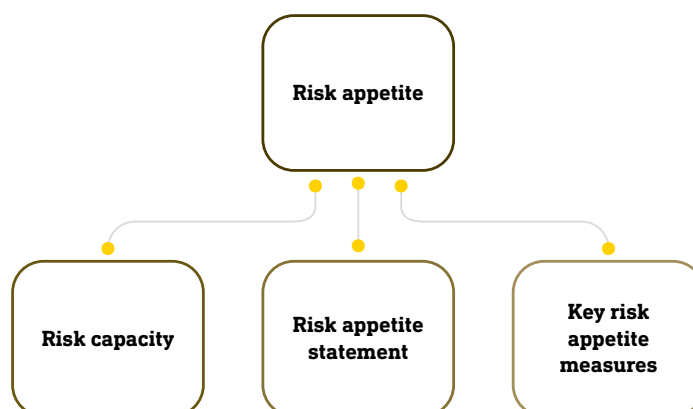 Risk appetite
Risk capacity
Risk appetite
statement
Key risk
appetite
measures